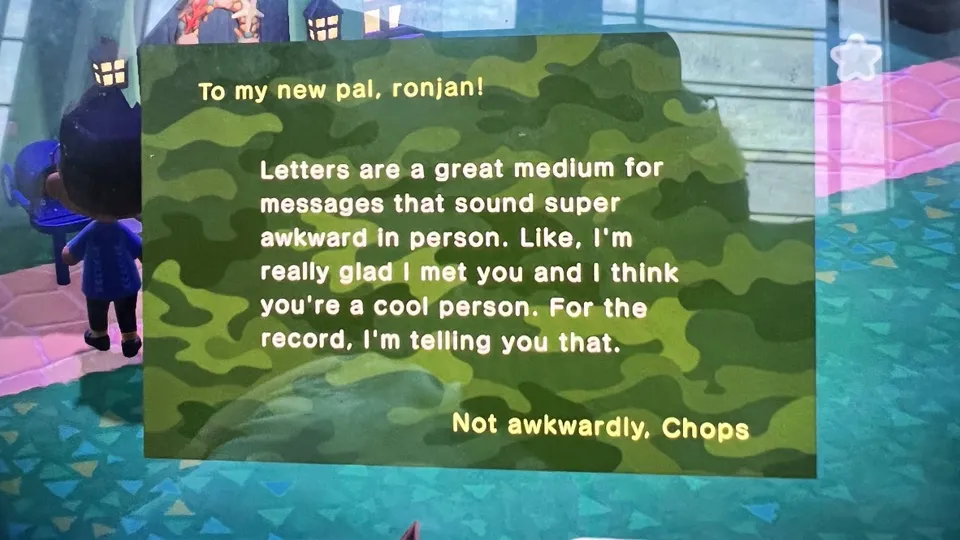 To my new pal, ronjan!
Letters are a great medium for
messages that sound super
awkward in person. Like, I'm
really glad I met you and I think
you're a cool person. For the
record, I'm telling you that.
Not awkwardly, Chops